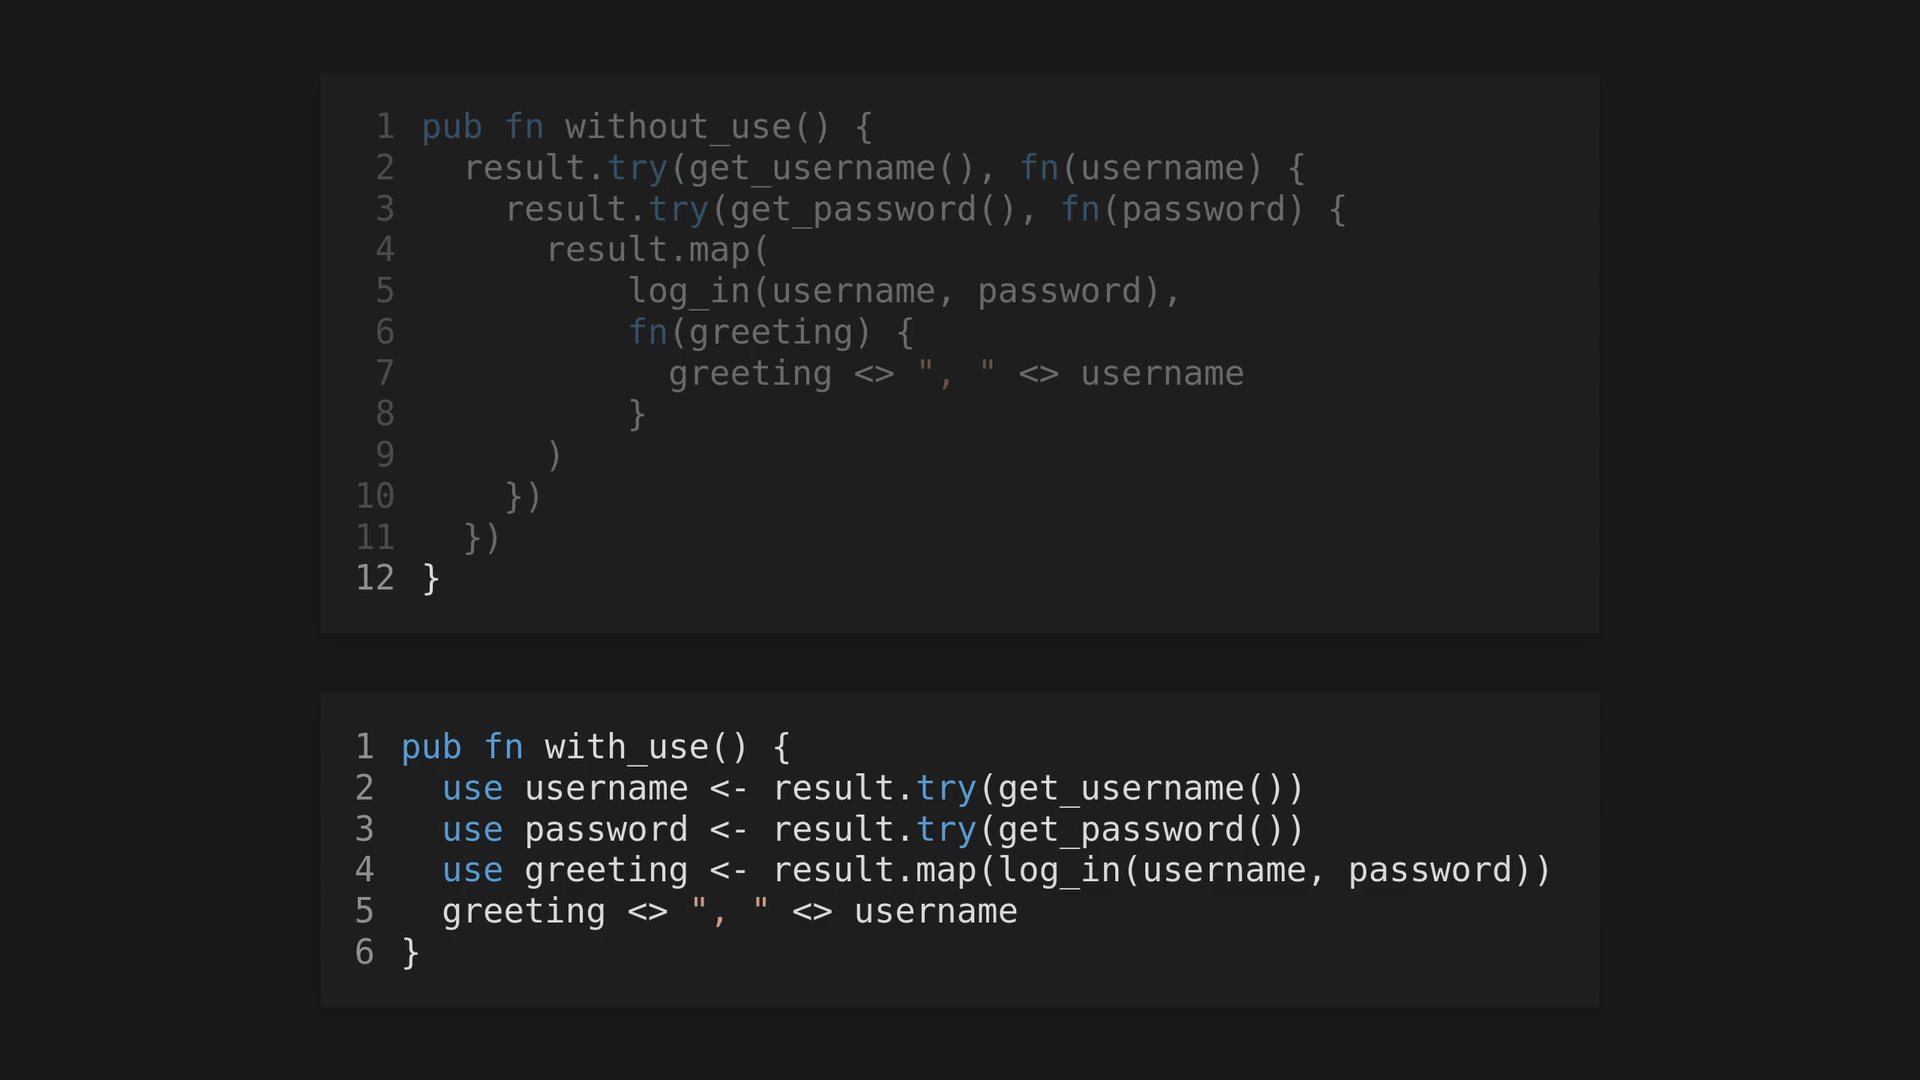 1 pub fn without_use() {
2   result.try(get_username(), fn(username) {
3     result.try(get_password(), fn(password) {
4       result.map(
5           log_in(username, password),
6           fn(greeting) {
7             greeting <> ", " <> username
8           }
9       )
10     })
11   })
12 }
1 pub fn with_use() {
2   use username <- result.try(get_username())
3   use password <- result.try(get_password())
4   use greeting <- result.map(log_in(username, password))
5   greeting <> ", " <> username
6 }